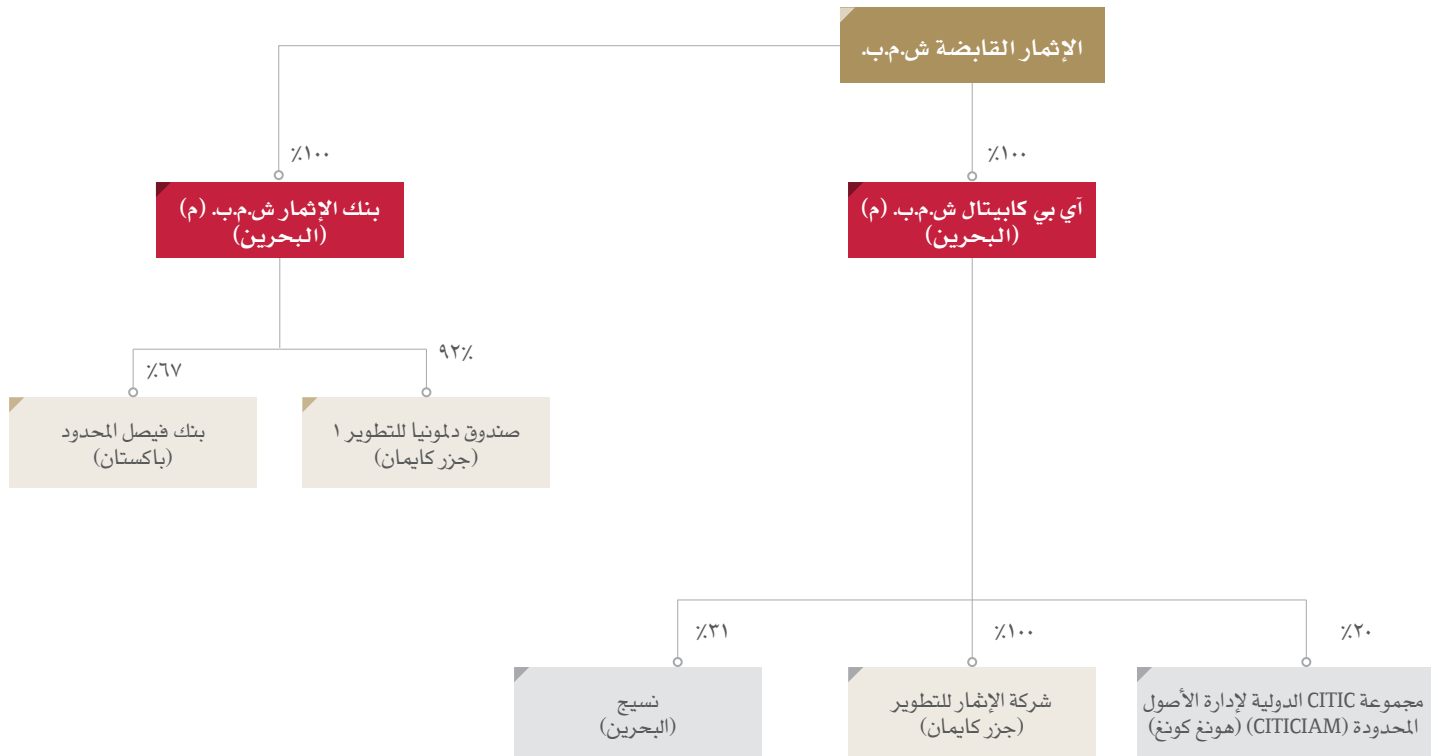 الإثمار القابضة ش.م.ب.
٪١٠٠
آي بي كابيتال ش.م.ب. (م)
(البحرين)
٪١٠٠
بنك الإثمار ش.م.ب. (م)
(البحرين)
٩٢٪
صندوق دلمونيا للتطوير ١
(جزر كايمان)
٪٦٧
بنك فيصل المحدود
(باكستان)
٪٢٠
مجموعة CITIC الدولية لإدارة الأصول
المحدودة (CITICIAM) (هونغ كونغ)
٪١٠٠
شركة الإثمار للتطوير
(جزر كايمان)
٪٣١
نسيج
(البحرين)